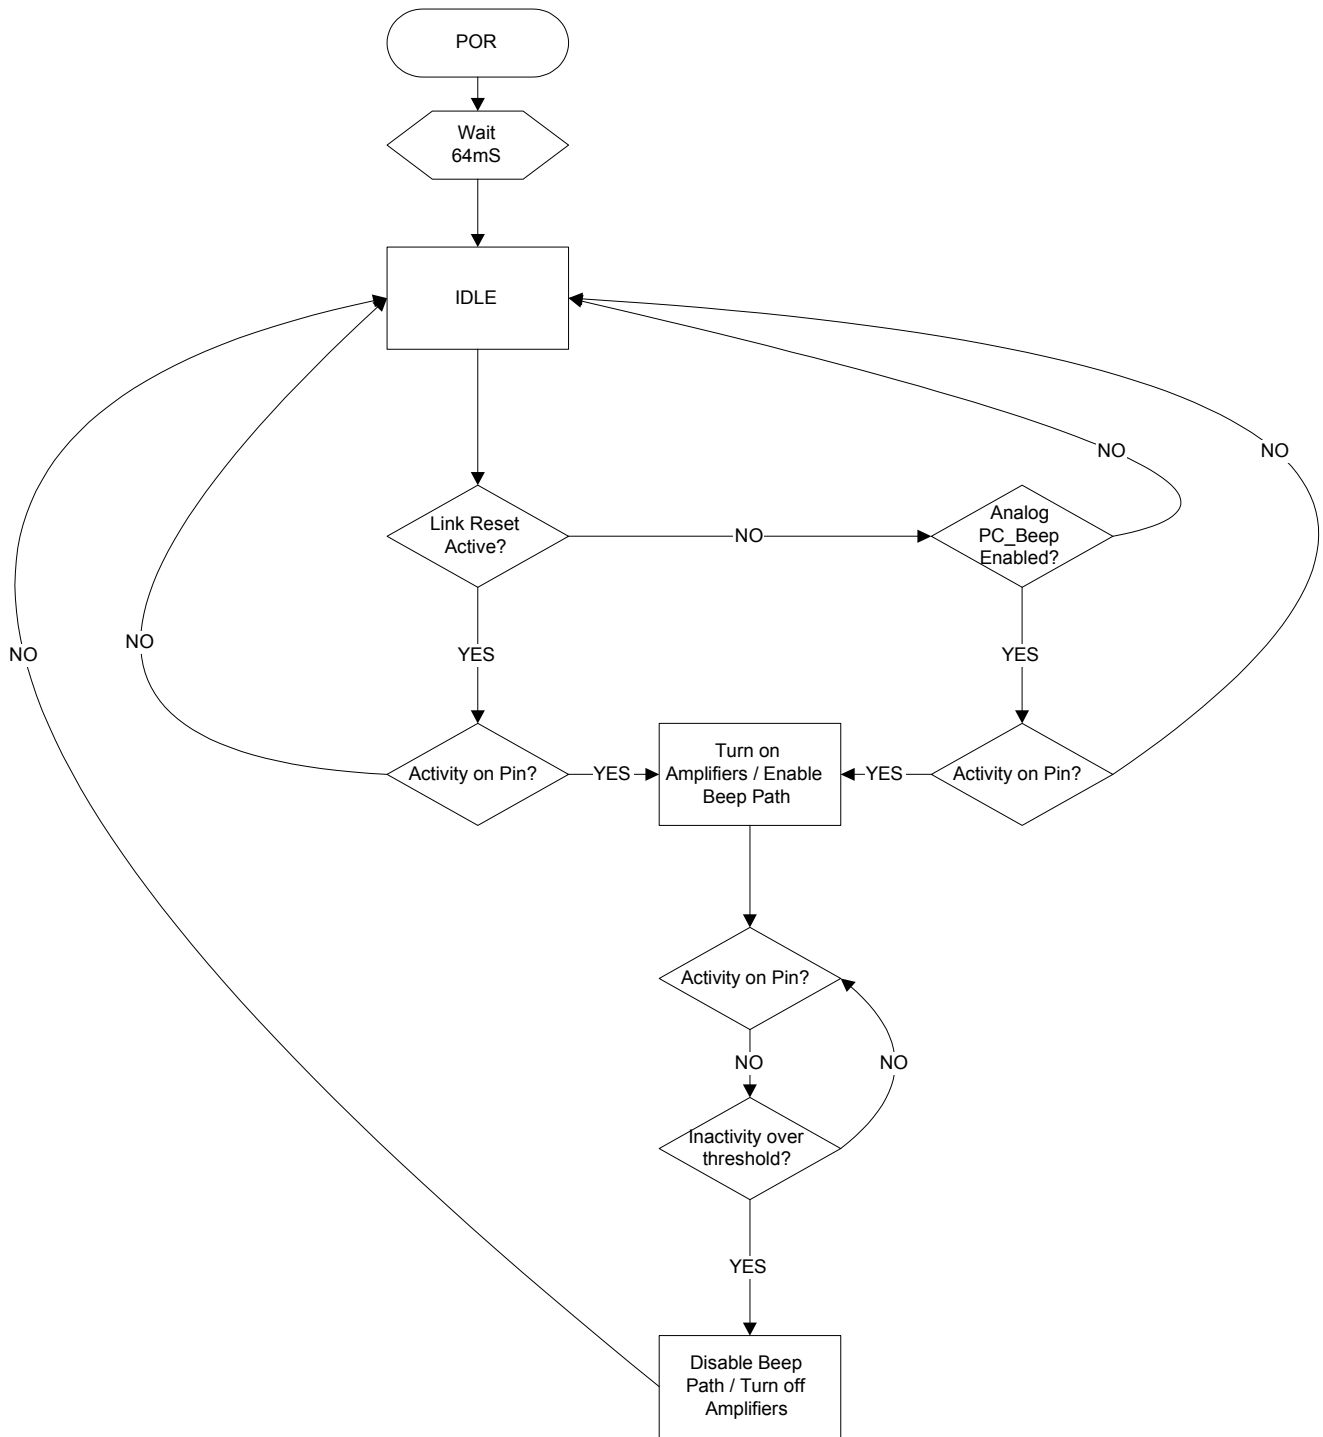 POR
Wait
64mS
IDLE
NO
NO
Link Reset
Active?
NO
Analog
PC_Beep
Enabled?
NO
NO
YES
YES
Activity on Pin?
YES
Turn on
Amplifiers / Enable
Beep Path
YES
Activity on Pin?
Activity on Pin?
NO
NO
Inactivity over
threshold?
YES
Disable Beep
Path / Turn off
Amplifiers